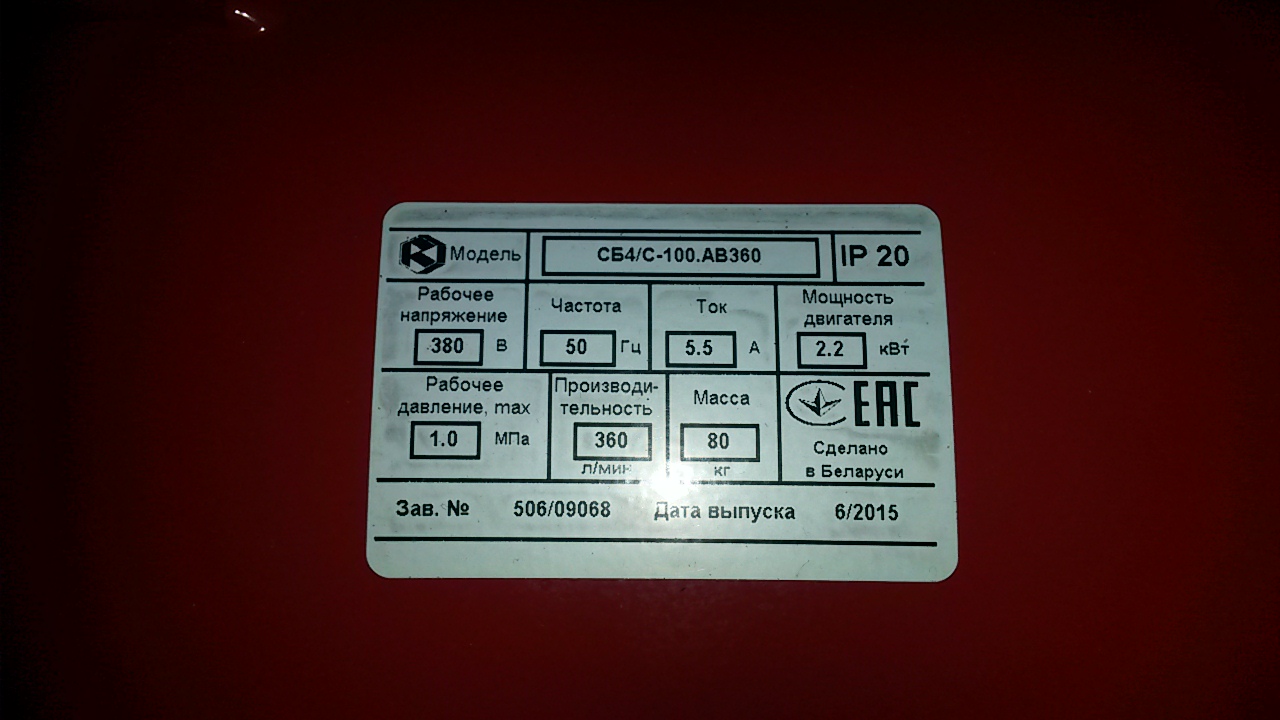 Модель СБ4/С-100.АВ360 IP 20
Рабочее напряжение 380 В
Частота 50 Гц
Ток 5.5 А
Мощность двигателя 2.2 кВт
Рабочее давление, max 1.0 МПа
Производи-
тельность
360
л/мин
Масса
80
кг
ЕАС
Сделано
в Беларуси
Зав. № 506/09068 Дата выпуска 6/2015